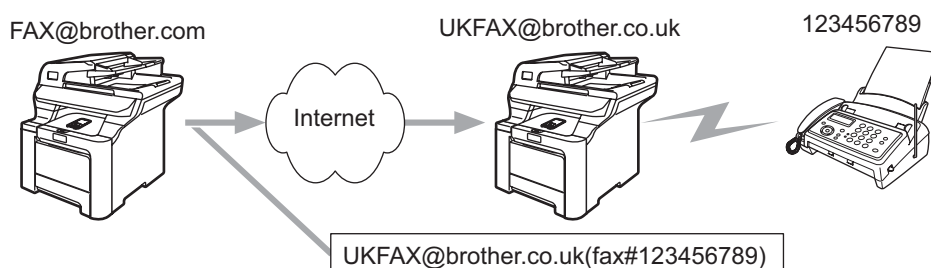 FAX@brother.com
UKFAX@brother.co.uk
123456789
Internet
UKFAX@brother.co.uk(fax#123456789)